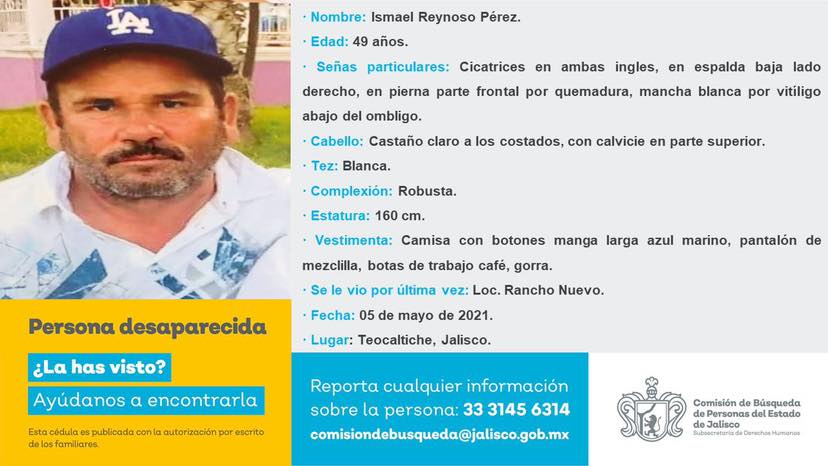 LA
· Nombre: Ismael Reynoso Pérez.
· Edad: 49 años.
· Señas particulares: Cicatrices en ambas ingles, en espalda baja lado
derecho, en pierna parte frontal por quemadura, mancha blanca por vitíligo
abajo del ombligo.
· Cabello: Castaño claro a los costados, con calvicie en parte superior.
· Tez: Blanca.
· Complexión: Robusta.
· Estatura: 160 cm.
· Vestimenta: Camisa con botones manga larga azul marino, pantalón de
mezclilla, botas de trabajo café, gorra.
· Se le vio por última vez: Loc. Rancho Nuevo.
· Fecha: 05 de mayo de 2021.
· Lugar: Teocaltiche, Jalisco.
Persona desaparecida
¿La has visto?
Ayúdanos a encontrarla
Esta cédula es publicada con la autorización por escrito
de los familiares.
Reporta cualquier información
sobre la persona: 33 3145 6314
comisiondebusqueda@jalisco.gob.mx
Comisión de Búsqueda
de Personas del Estado
de Jalisco
Subsecretaría de Derechos Humanos